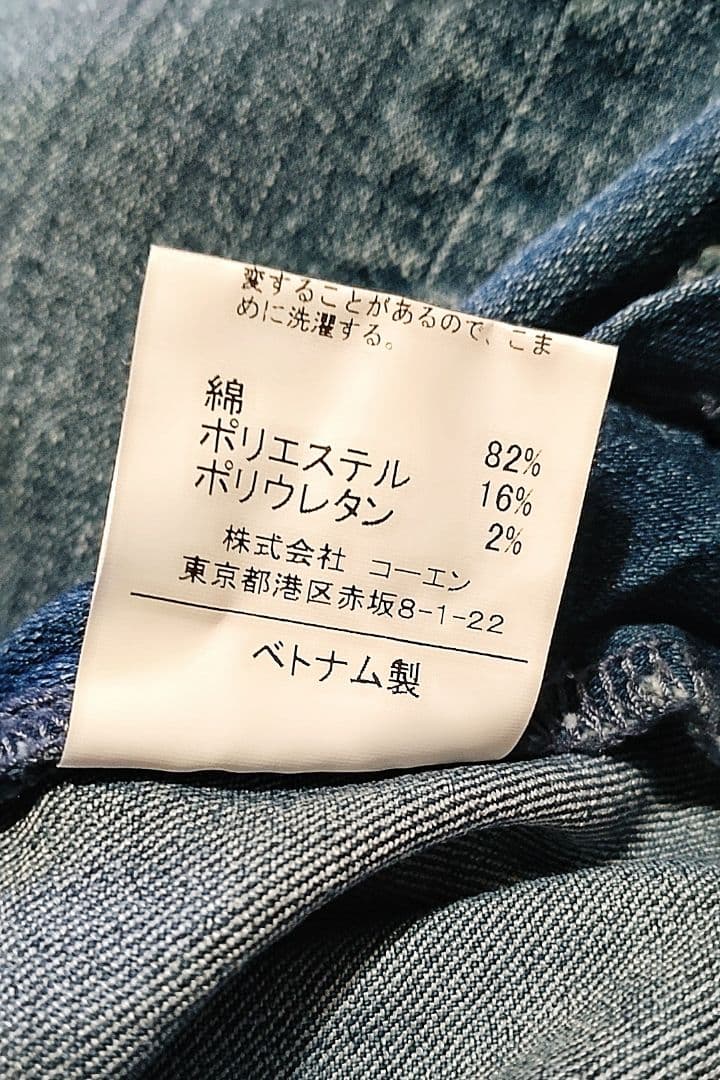 変することがあるので、こま
めに洗濯する。
綿 82%
ポリエステル 16%
ポリウレタン 2%
株式会社 コーエン
東京都港区赤坂8-1-22
ベトナム製